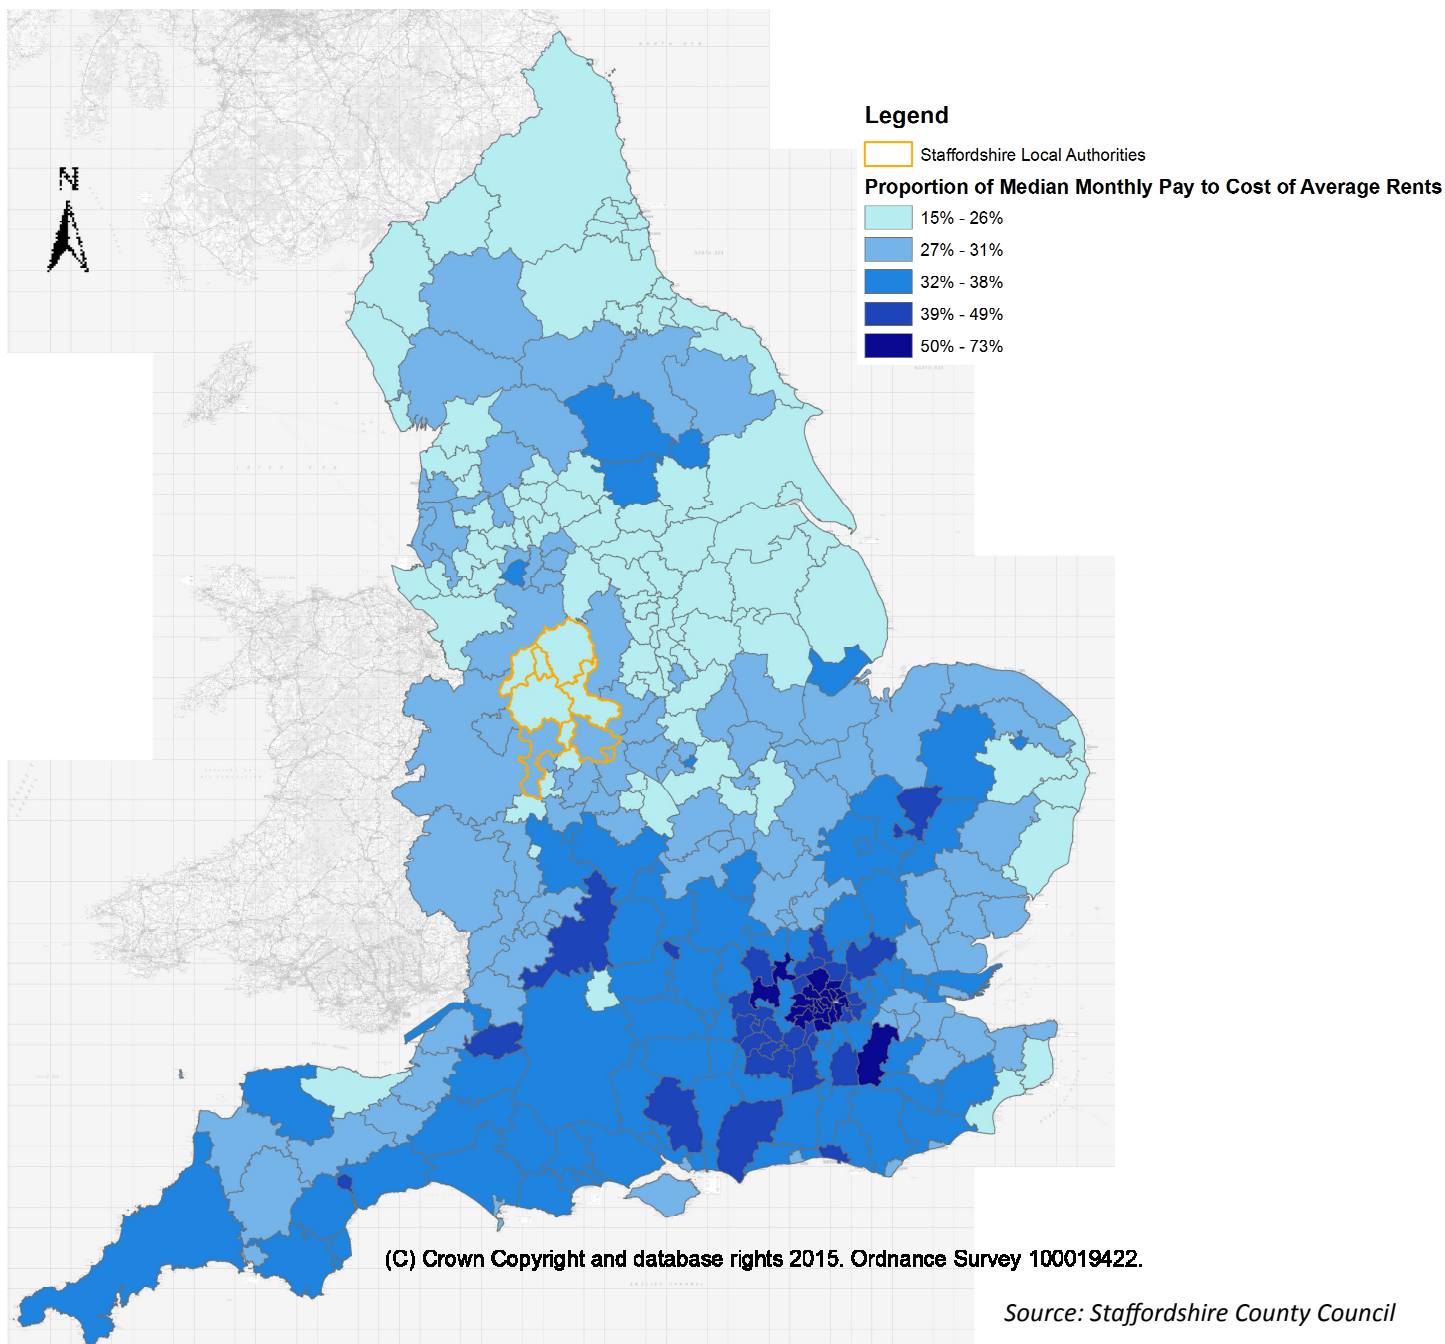 N
Legend
Staffordshire Local Authorities
Proportion of Median Monthly Pay to Cost of Average Rents
15% - 26%
27% - 31%
32% - 38%
39% - 49%
50% - 73%
(C) Crown Copyright and database rights 2015. Ordnance Survey 100019422.
Source: Staffordshire County Council